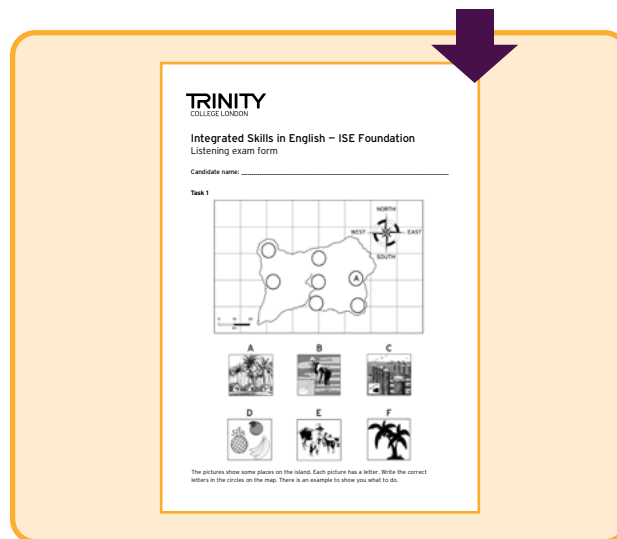 TRINITY
COLLEGE LONDON
Integrated Skills in English — ISE Foundation
Listening exam form
Candidate name:
Task 1
NORTH
WEST
EAST
SOUTH
A
A B C
D E F
The pictures show some places on the island. Each picture has a letter. Write the correct
letters in the circles on the map. There is an example to show you what to do.